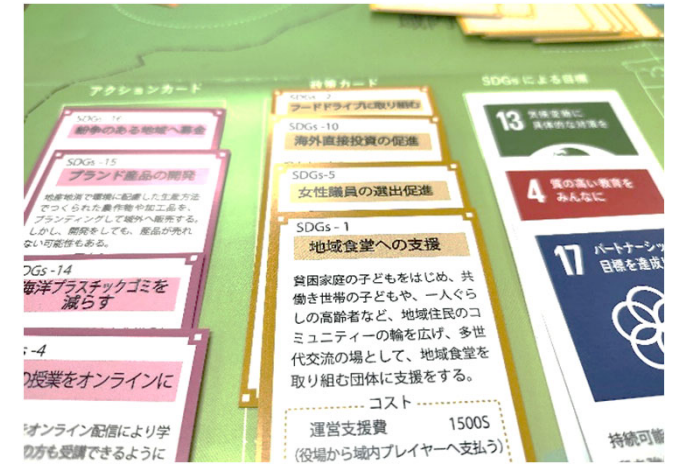 アクションカード
SDGs -16
紛争のある地域へ募金
SDGs -15
ブランド産品の開発
地産地消で環境に配慮した生産方法
でつくられた農作物や加工品を、
ブランディングして域外へ販売する。
しかし、開発をしても、産品が売れ
ない可能性もある。
DGs -14
海洋プラスチックゴミを
減らす
-4
の授業をオンラインに
オンライン配信により学
の方も受講できるように
カード
SDGs -2
フードドライブに取り組む
SDGs -10
海外直接投資の促進
SDGs-5
女性議員の選出促進
SDGs - 1
地域食堂への支援
貧困家庭の子どもをはじめ、共
働き世帯の子どもや、一人ぐら
しの高齢者など、地域住民のコ
ミュニティーの輪を広げ、多世
代交流の場として、地域食堂を
取り組む団体に支援をする。
コスト
運営支援費 1500S
(役場から域内プレイヤーへ支払う)
SDGs による目標
13 気候変動に
具体的な対策を
4 質の高い教育を
みんなに
17 パートナーシッ
目標を達成
持続可能